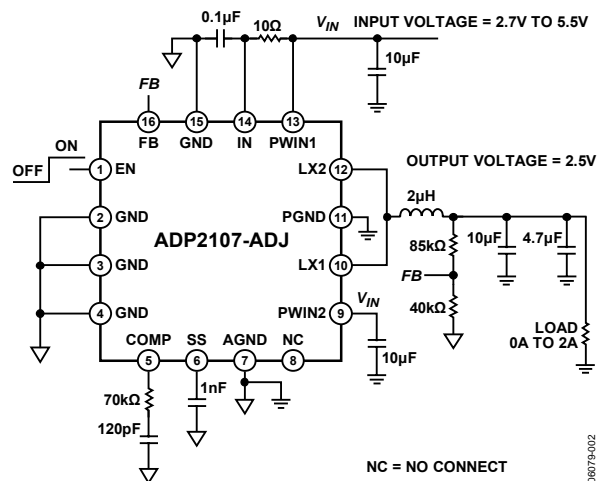 0.1μF
10Ω
VIN
INPUT VOLTAGE = 2.7V TO 5.5V
10μF
FB
16
15
14
13
FB
GND
IN
PWIN1
ON
OFF
1
EN
LX2
12
OUTPUT VOLTAGE = 2.5V
2μH
2
GND
PGND
11
ADP2107-ADJ
85kΩ
10μF
4.7μF
3
GND
LX1
10
FB
4
GND
PWIN2
9
VIN
40kΩ
LOAD
0A TO 2A
COMP
SS
AGND
NC
5
6
7
8
10μF
70kΩ
1nF
120pF
NC = NO CONNECT
06079-002